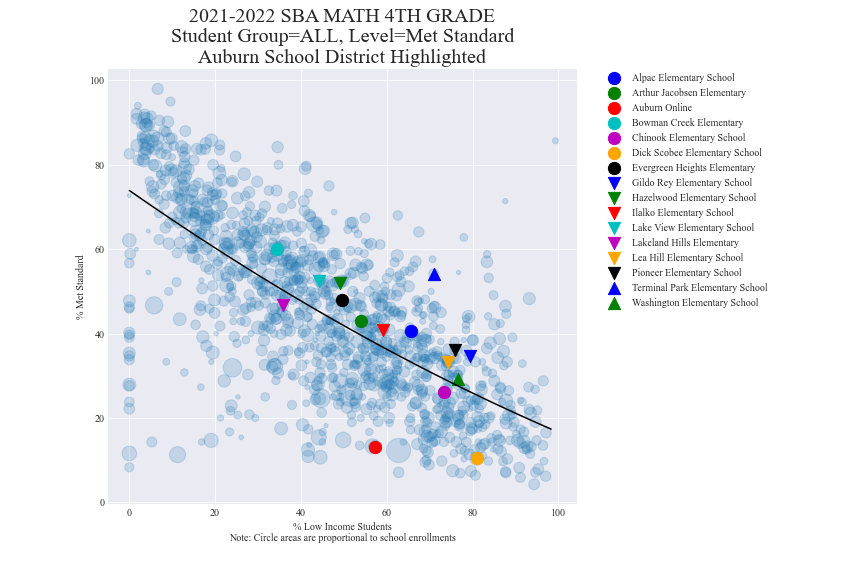 2021-2022 SBA MATH 4TH GRADE
Student Group=ALL, Level=Met Standard
Auburn School District Highlighted
100
80
60
40
20
0
% Met Standard
0 20 40 60 80 100
% Low Income Students
Note: Circle areas are proportional to school enrollments
Alpac Elementary School
Arthur Jacobsen Elementary
Auburn Online
Bowman Creek Elementary
Chinook Elementary School
Dick Scobee Elementary School
Evergreen Heights Elementary
Gildo Rey Elementary School
Hazelwood Elementary School
Ilalko Elementary School
Lake View Elementary School
Lakeland Hills Elementary
Lea Hill Elementary School
Pioneer Elementary School
Terminal Park Elementary School
Washington Elementary School